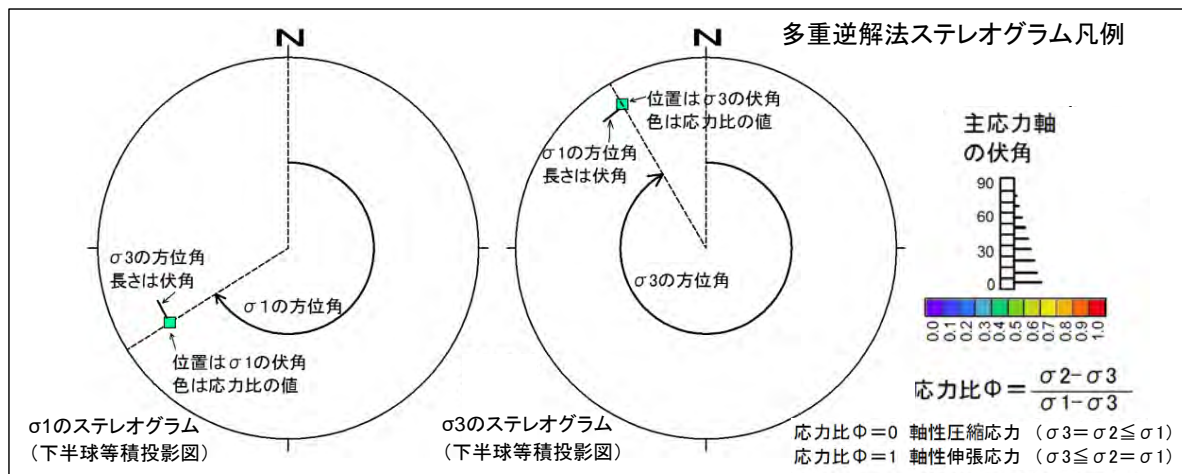 多重逆解法ステレオグラム凡例
N
σ3の方位角
長さは伏角
σ1の方位角
位置はσ1の伏角
色は応力比の値
σ1のステレオグラム
（下半球等積投影図）
N
位置はσ3の伏角
色は応力比の値
σ1の方位角
長さは伏角
σ3の方位角
σ3のステレオグラム
（下半球等積投影図）
主応力軸
の伏角
90
60
30
0
0.0 0.1 0.2 0.3 0.4 0.5 0.6 0.7 0.8 0.9 1.0
応力比Φ＝ σ2-σ3
σ1-σ3
応力比Φ＝0 軸性圧縮応力 （σ3＝σ2≦σ1）
応力比Φ＝1 軸性伸張応力 （σ3≦σ2＝σ1）